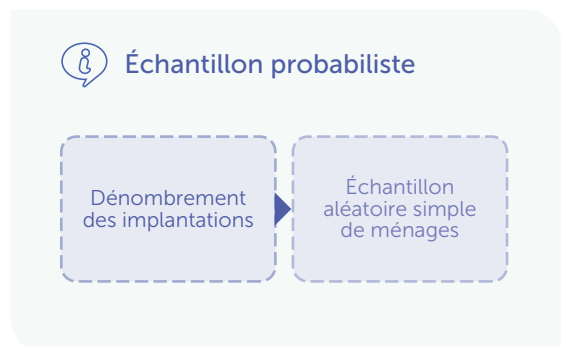 Échantillon probabiliste
Dénombrement
des implantations
Échantillon
aléatoire simple
de ménages